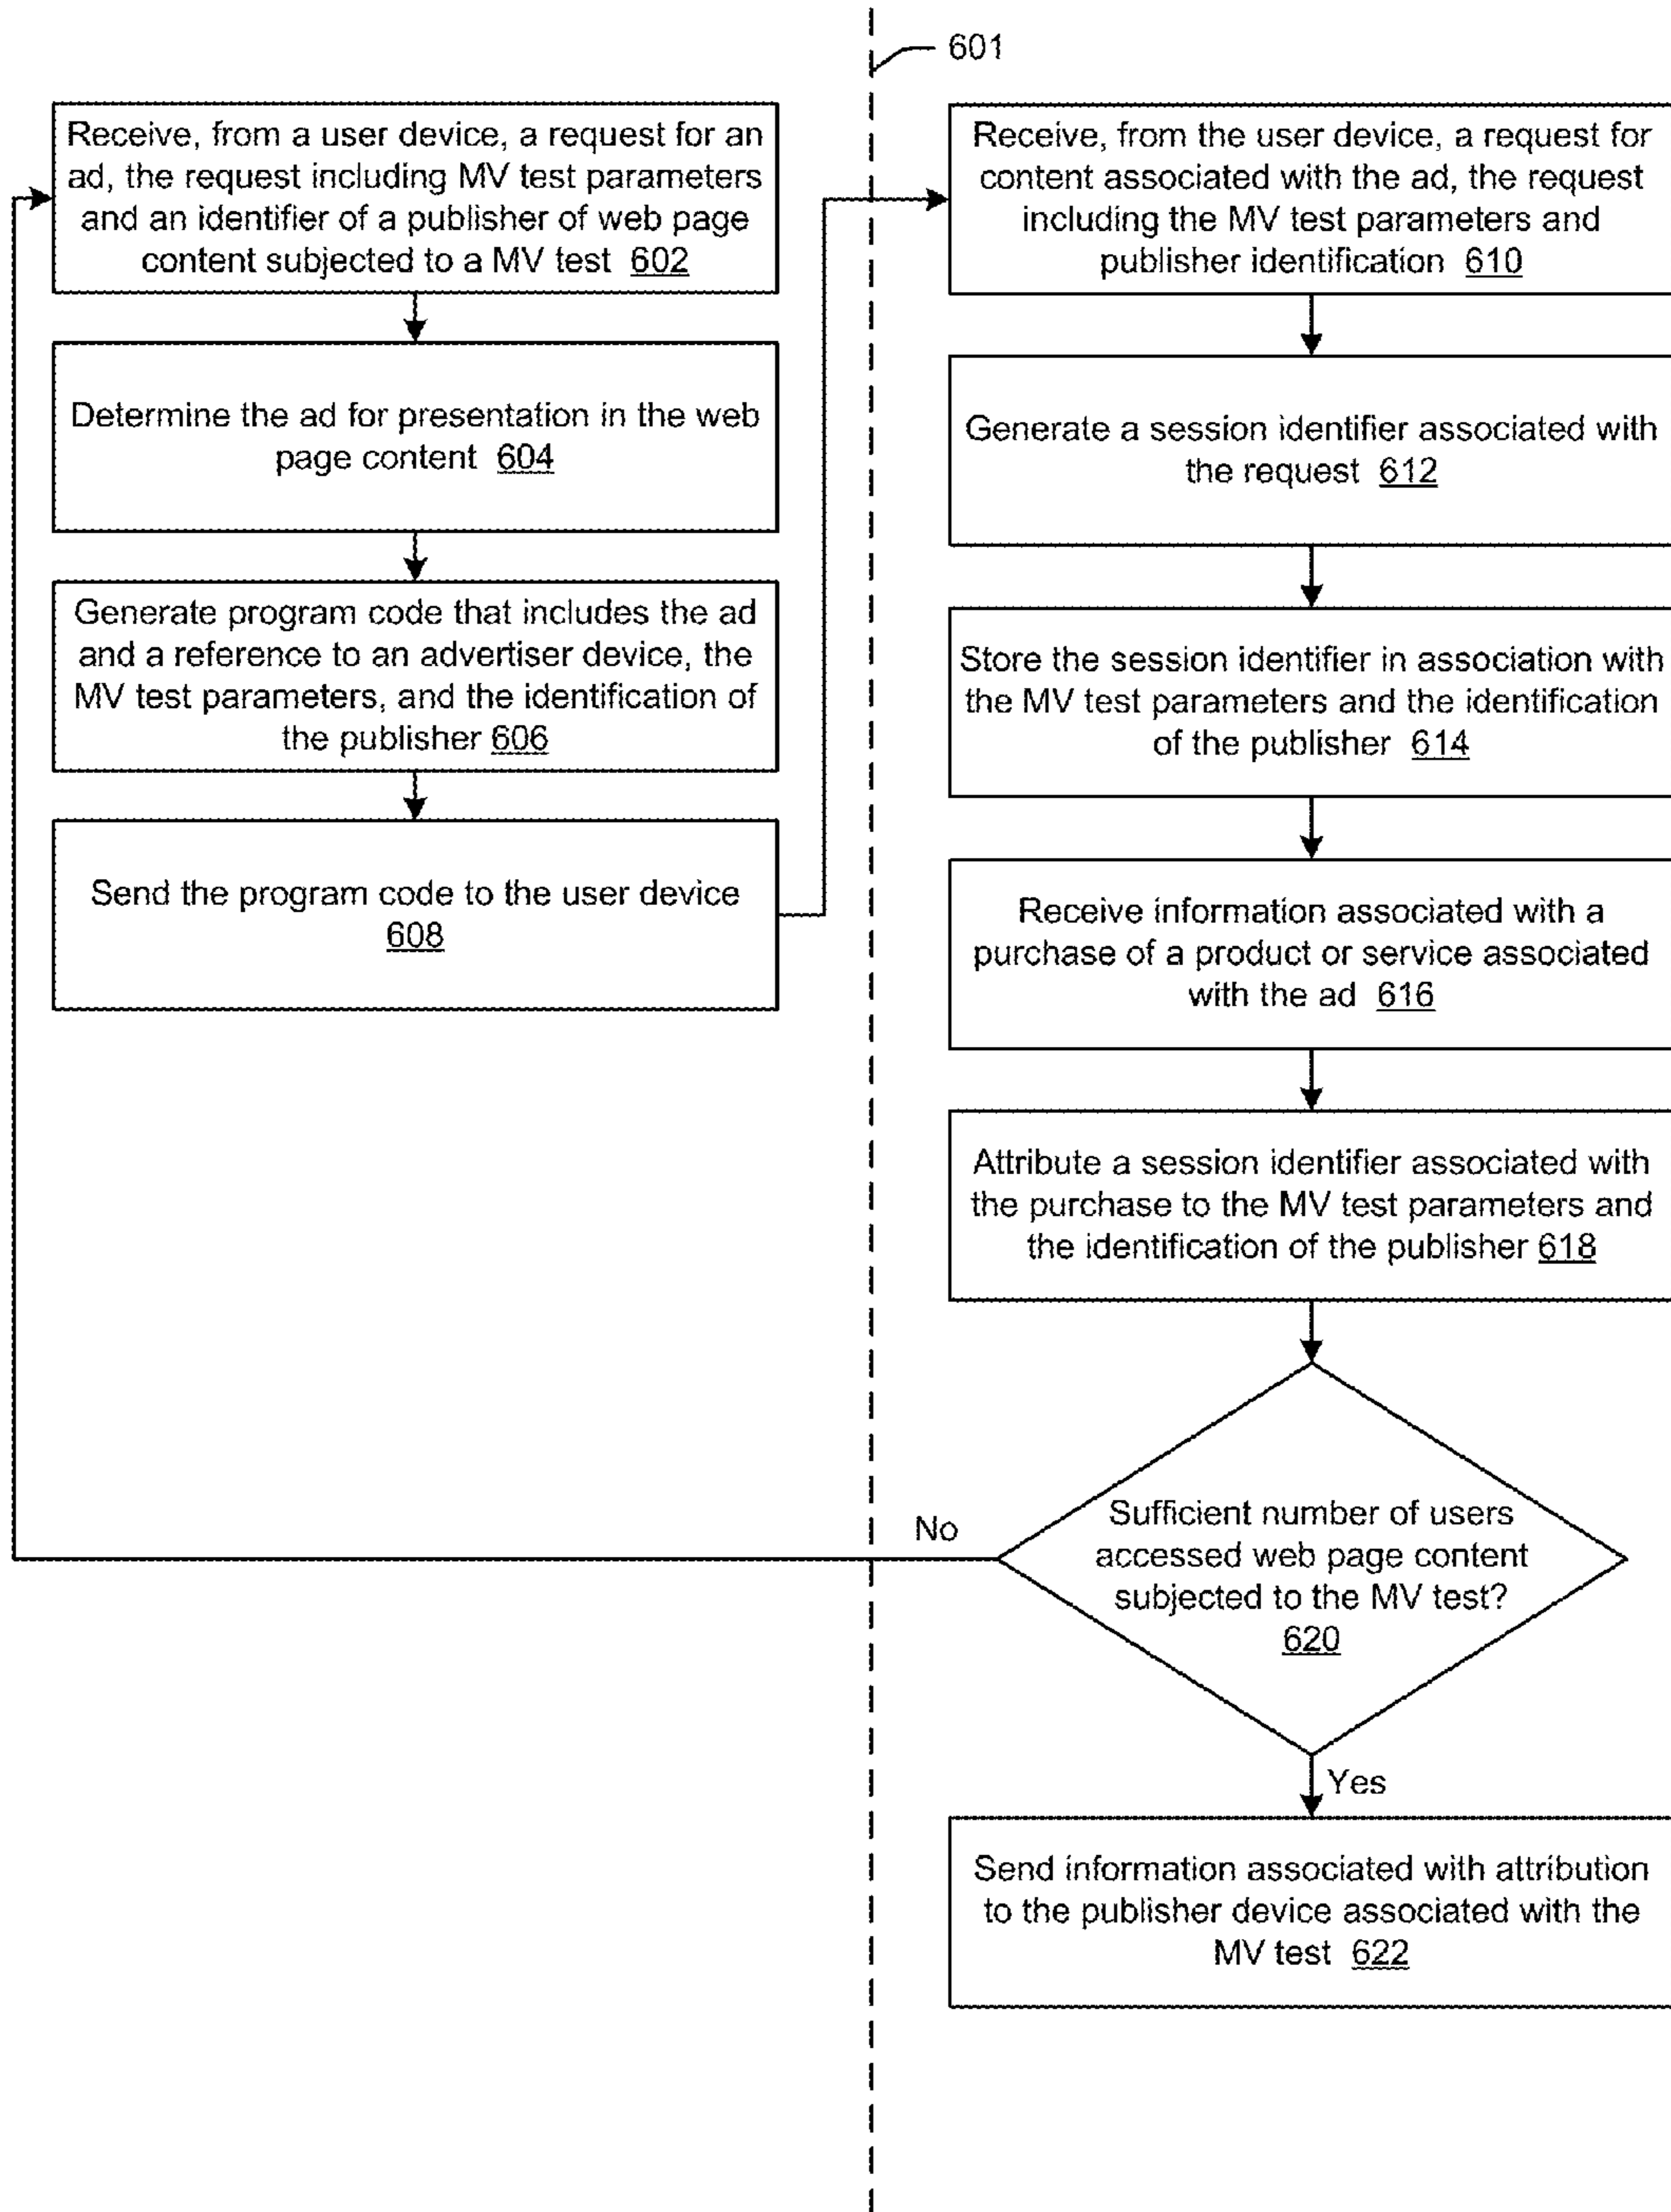 601
Receive, from a user device, a request for an
ad, the request including MV test parameters
and an identifier of a publisher of web page
content subjected to a MV test 602
Determine the ad for presentation in the web
page content 604
Generate program code that includes the ad
and a reference to an advertiser device, the
MV test parameters, and the identification of
the publisher 606
Send the program code to the user device
608
Receive, from the user device, a request for
content associated with the ad, the request
including the MV test parameters and
publisher identification 610
Generate a session identifier associated with
the request 612
Store the session identifier in association with
the MV test parameters and the identification
of the publisher 614
Receive information associated with a
purchase of a product or service associated
with the ad 616
Attribute a session identifier associated with
the purchase to the MV test parameters and
the identification of the publisher 618
Sufficient number of users
accessed web page content
subjected to the MV test?
620
No
Yes
Send information associated with attribution
to the publisher device associated with the
MV test 622